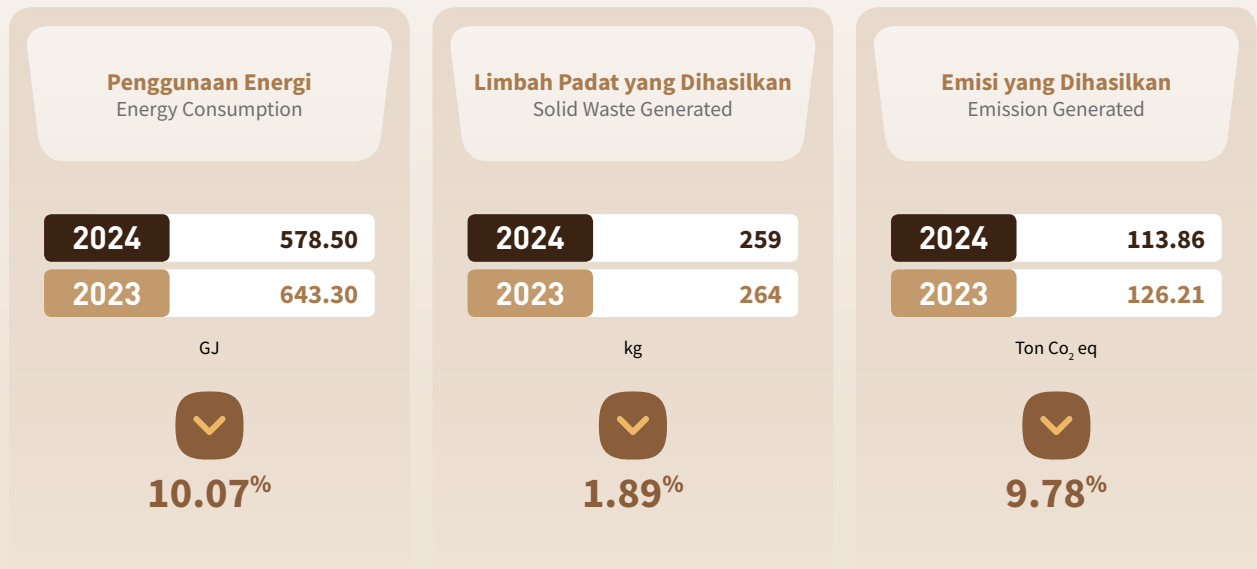 Penggunaan Energi
Energy Consumption
2024 578.50
2023 643.30
GJ
10.07%
Limbah Padat yang Dihasilkan
Solid Waste Generated
2024 259
2023 264
kg
1.89%
Emisi yang Dihasilkan
Emission Generated
2024 113.86
2023 126.21
Ton Co₂ eq
9.78%